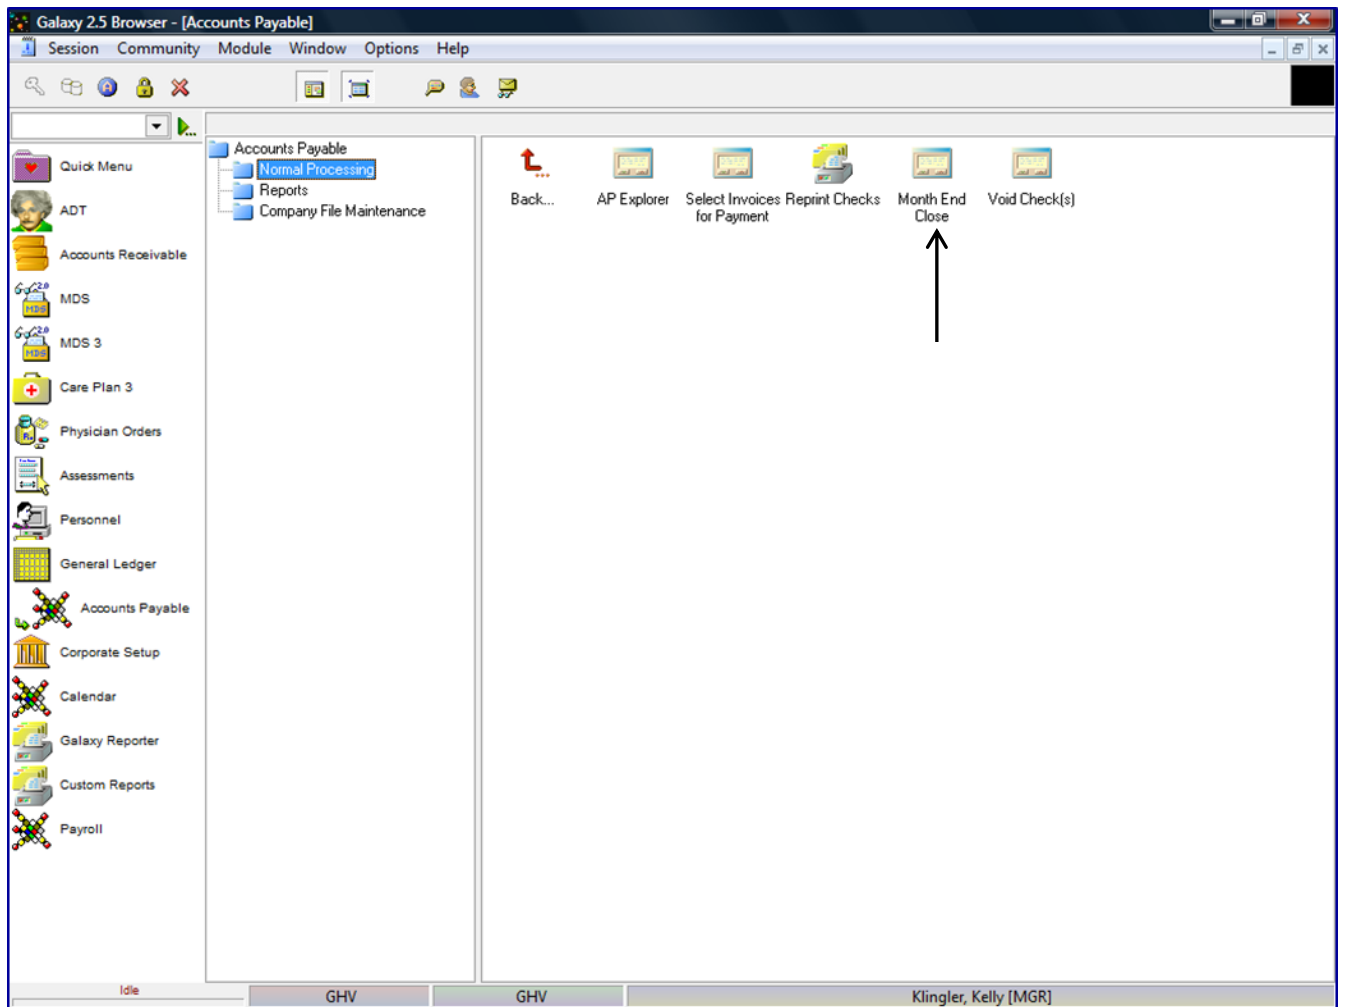 Galaxy 2.5 Browser - [Accounts Payable]
Session Community Module Window Options Help
Quick Menu
ADT
Accounts Receivable
MDS
MDS 3
Care Plan 3
Physician Orders
Assessments
Personnel
General Ledger
Accounts Payable
Corporate Setup
Calendar
Galaxy Reporter
Custom Reports
Payroll
Accounts Payable
Normal Processing
Reports
Company File Maintenance
Back...
AP Explorer
Select Invoices
for Payment
Reprint Checks
Month End
Close
Void Check(s)
Idle
GHV
GHV
Klingler, Kelly [MGR]